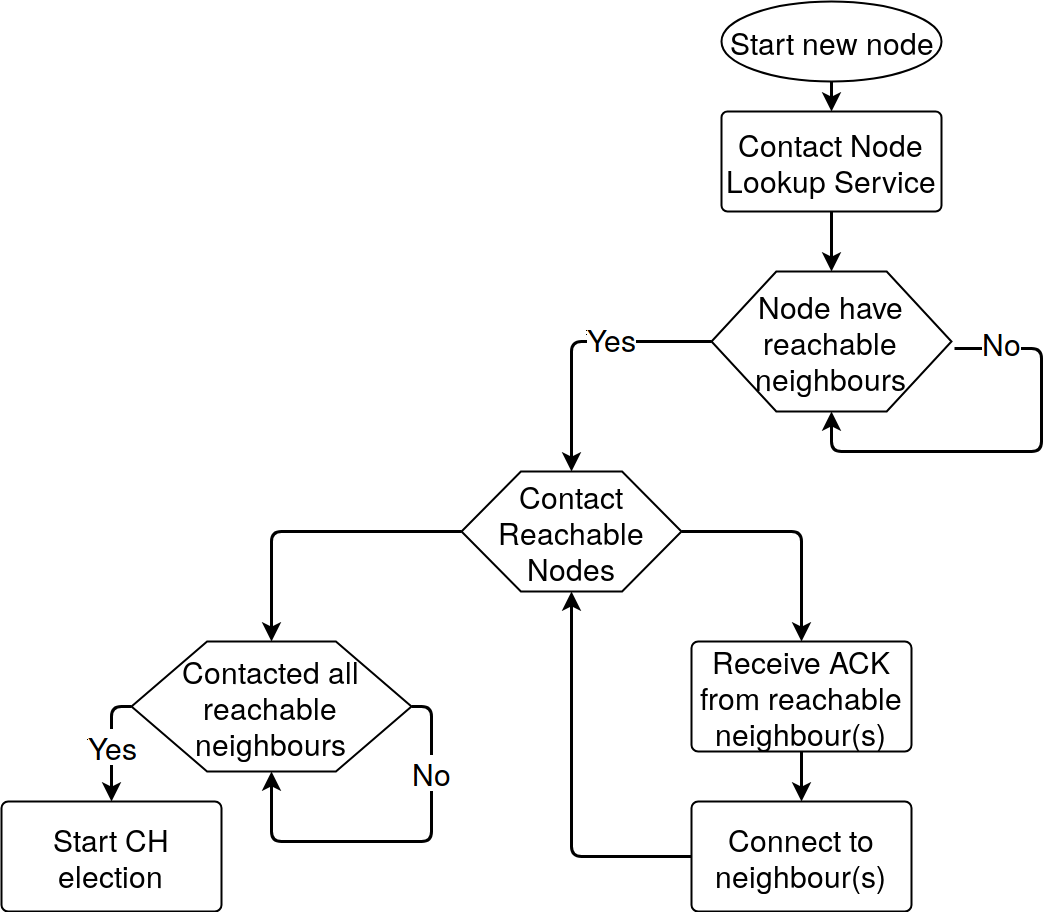 Start new node
Contact Node
Lookup Service
Node have
reachable
neighbours
Yes
No
Contact
Reachable
Nodes
Contacted all
reachable
neighbours
Yes
No
Receive ACK
from reachable
neighbour(s)
Start CH
election
Connect to
neighbour(s)